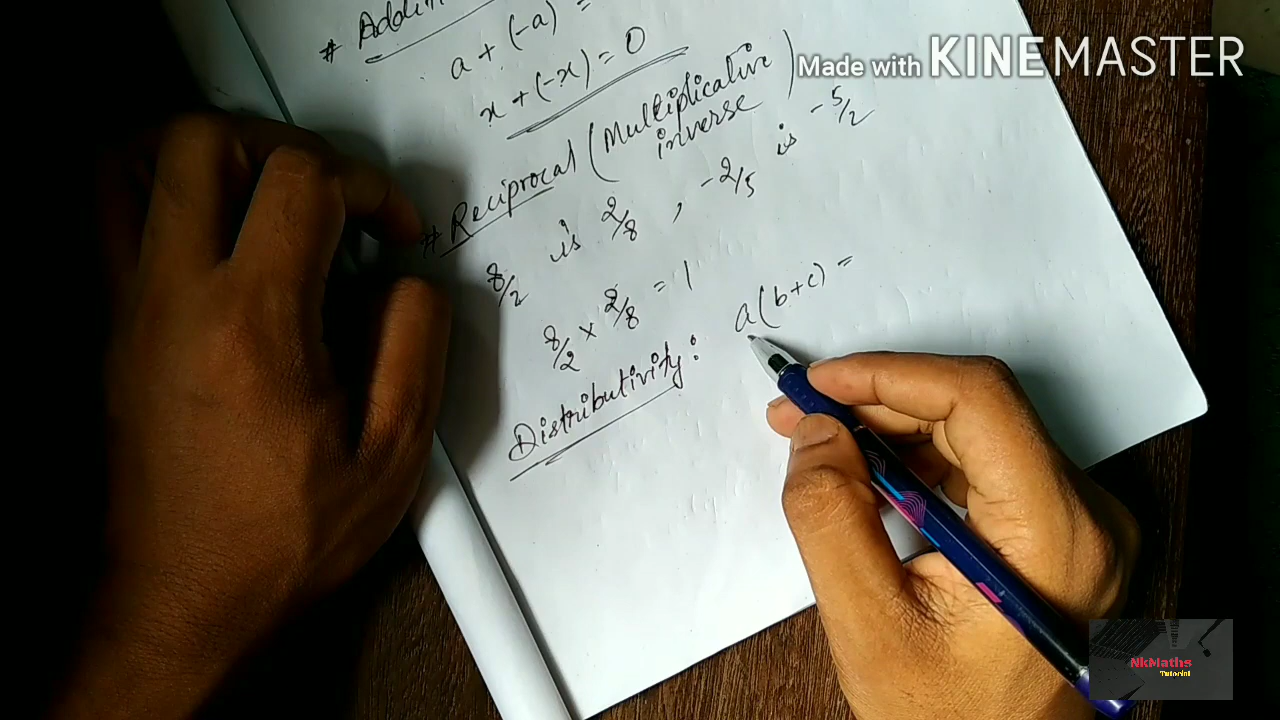 # Additi
a + (-a) =
x + (-x) = 0
# Reciprocal (Multiplicative
inverse)
8/2 is 2/8 , -2/5 is -5/2
8/2 × 2/8 = 1
Distributivity: a(b+c) =
Made with KINEMASTER
NkMaths
Tutorial